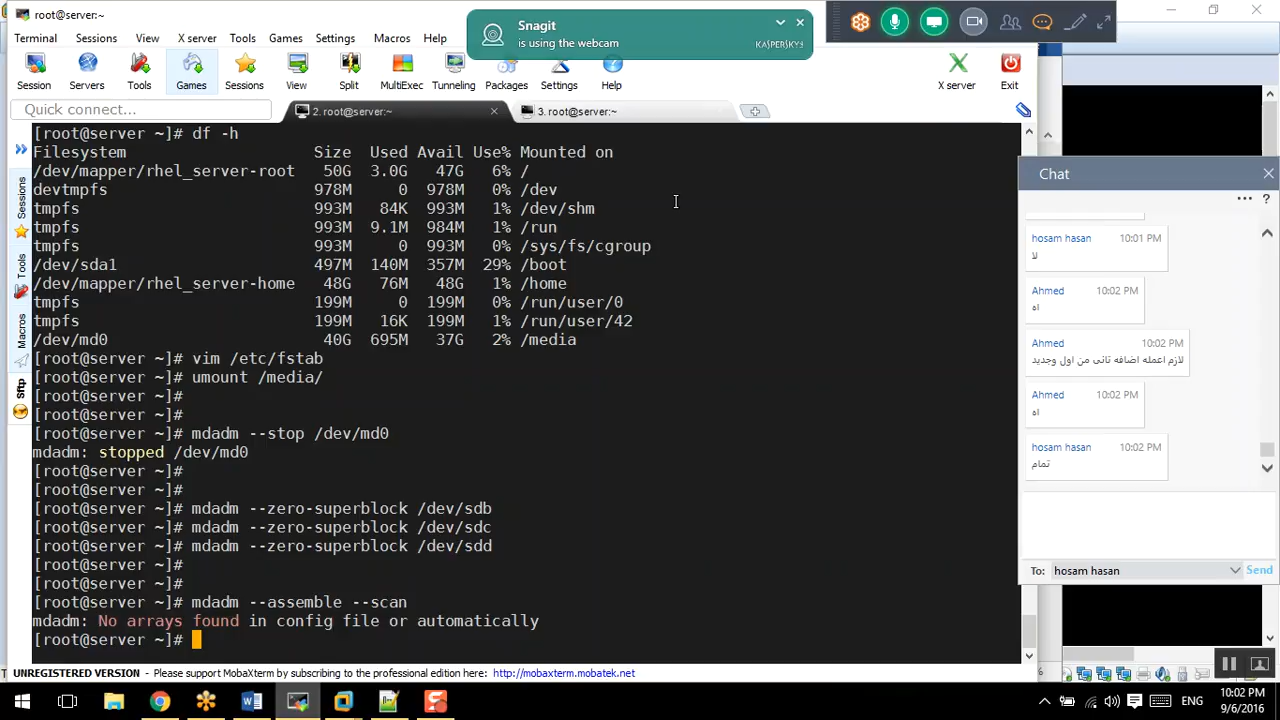 root@server:~
Snagit
is using the webcam
KASPERSKY
Terminal Sessions View X server Tools Games Settings Macros Help
Session Servers Tools Games Sessions View Split MultiExec Tunneling Packages Settings Help X server Exit
Quick connect...
2. root@server:~
3. root@server:~
[root@server ~]# df -h
Filesystem Size Used Avail Use% Mounted on
/dev/mapper/rhel_server-root 50G 3.0G 47G 6% /
devtmpfs 978M 0 978M 0% /dev
tmpfs 993M 84K 993M 1% /dev/shm
tmpfs 993M 9.1M 984M 1% /run
tmpfs 993M 0 993M 0% /sys/fs/cgroup
/dev/sda1 497M 140M 357M 29% /boot
/dev/mapper/rhel_server-home 48G 76M 48G 1% /home
tmpfs 199M 0 199M 0% /run/user/0
tmpfs 199M 16K 199M 1% /run/user/42
/dev/md0 40G 695M 37G 2% /media
[root@server ~]# vim /etc/fstab
[root@server ~]# umount /media/
[root@server ~]#
[root@server ~]#
[root@server ~]# mdadm --stop /dev/md0
mdadm: stopped /dev/md0
[root@server ~]#
[root@server ~]#
[root@server ~]# mdadm --zero-superblock /dev/sdb
[root@server ~]# mdadm --zero-superblock /dev/sdc
[root@server ~]# mdadm --zero-superblock /dev/sdd
[root@server ~]#
[root@server ~]#
[root@server ~]# mdadm --assemble --scan
mdadm: No arrays found in config file or automatically
[root@server ~]#
Sessions
Tools
Macros
Sftp
Chat
hosam hasan 10:01 PM
لا
Ahmed 10:02 PM
اه
Ahmed 10:02 PM
لازم اعمله اضافه تانى من اول وجديد
Ahmed 10:02 PM
اه
hosam hasan 10:02 PM
تمام
To: hosam hasan Send
UNREGISTERED VERSION - Please support MobaXterm by subscribing to the professional edition here: http://mobaxterm.mobatek.net
ENG
10:02 PM
9/6/2016